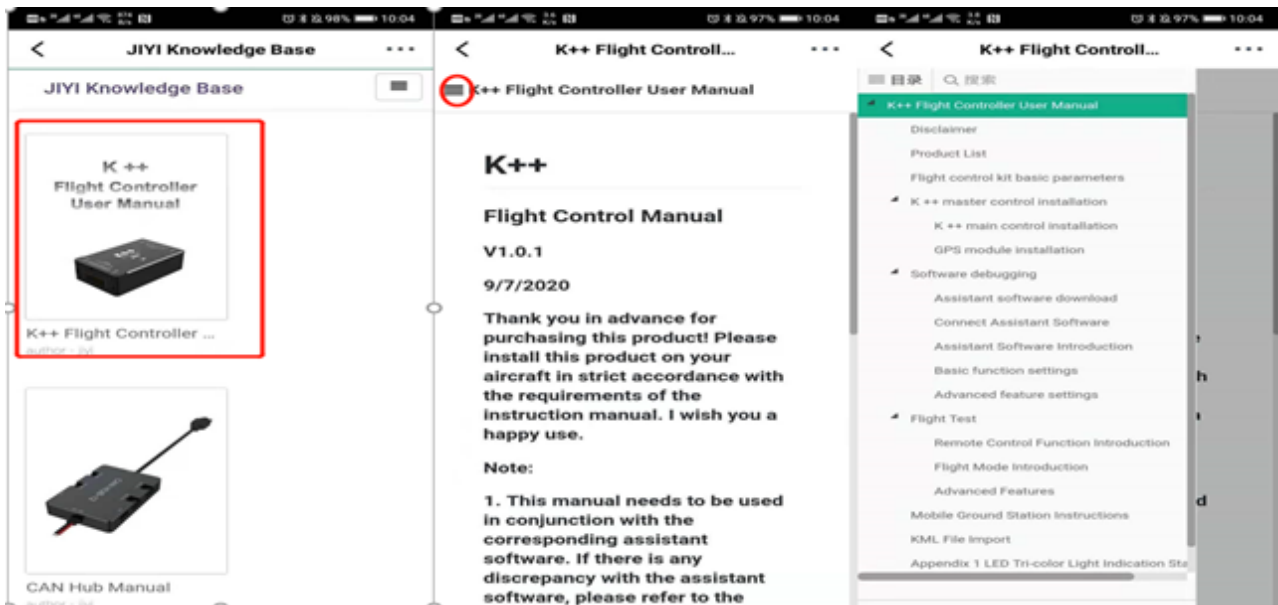 98% 10:04
JIYI Knowledge Base
JIYI Knowledge Base
K ++
Flight Controller
User Manual
K++ Flight Controller ...
author - jiyi
CAN Hub Manual
97% 10:04
K++ Flight Controll...
K++ Flight Controller User Manual
K++
Flight Control Manual
V1.0.1
9/7/2020
Thank you in advance for
purchasing this product! Please
install this product on your
aircraft in strict accordance with
the requirements of the
instruction manual. I wish you a
happy use.
Note:
1. This manual needs to be used
in conjunction with the
corresponding assistant
software. If there is any
discrepancy with the assistant
software, please refer to the
97% 10:04
K++ Flight Controll...
目录 搜索
K++ Flight Controller User Manual
Disclaimer
Product List
Flight control kit basic parameters
K ++ master control installation
K ++ main control installation
GPS module installation
Software debugging
Assistant software download
Connect Assistant Software
Assistant Software Introduction
Basic function settings
Advanced feature settings
Flight Test
Remote Control Function Introduction
Flight Mode Introduction
Advanced Features
Mobile Ground Station Instructions
KML File Import
Appendix 1 LED Tri-color Light Indication Sta